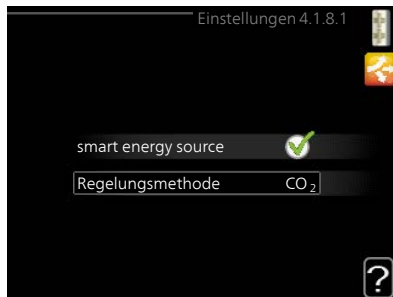 Einstellungen 4.1.8.1
smart energy source
Regelungsmethode CO₂
?